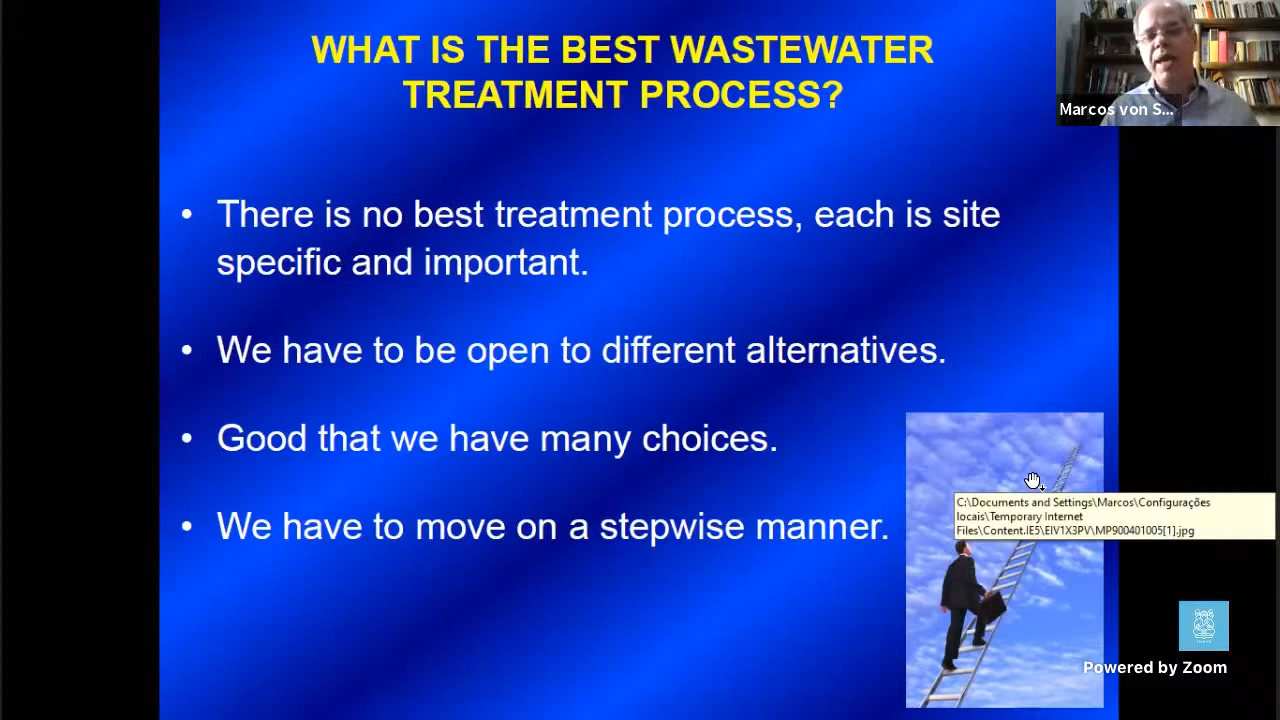 WHAT IS THE BEST WASTEWATER
TREATMENT PROCESS?
Marcos von S...
• There is no best treatment process, each is site
specific and important.
• We have to be open to different alternatives.
• Good that we have many choices.
• We have to move on a stepwise manner.
C:\Documents and Settings\Marcos\Configurações
locais\Temporary Internet
Files\Content.IE5\EIV1X3PV\MP900401005[1].jpg
Powered by Zoom